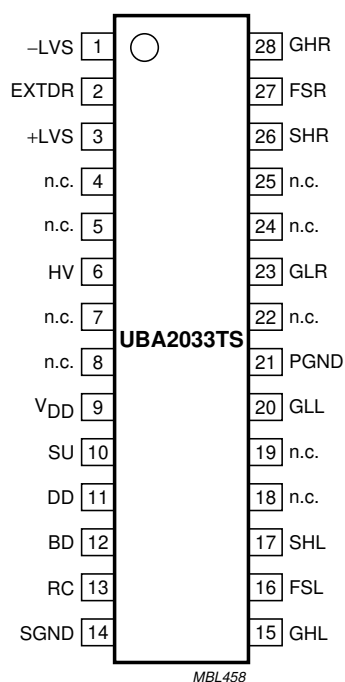 −LVS 1 28 GHR
EXTDR 2 27 FSR
+LVS 3 26 SHR
n.c. 4 25 n.c.
n.c. 5 24 n.c.
HV 6 23 GLR
n.c. 7 22 n.c.
UBA2033TS
n.c. 8 21 PGND
VDD 9 20 GLL
SU 10 19 n.c.
DD 11 18 n.c.
BD 12 17 SHL
RC 13 16 FSL
SGND 14 15 GHL
MBL458